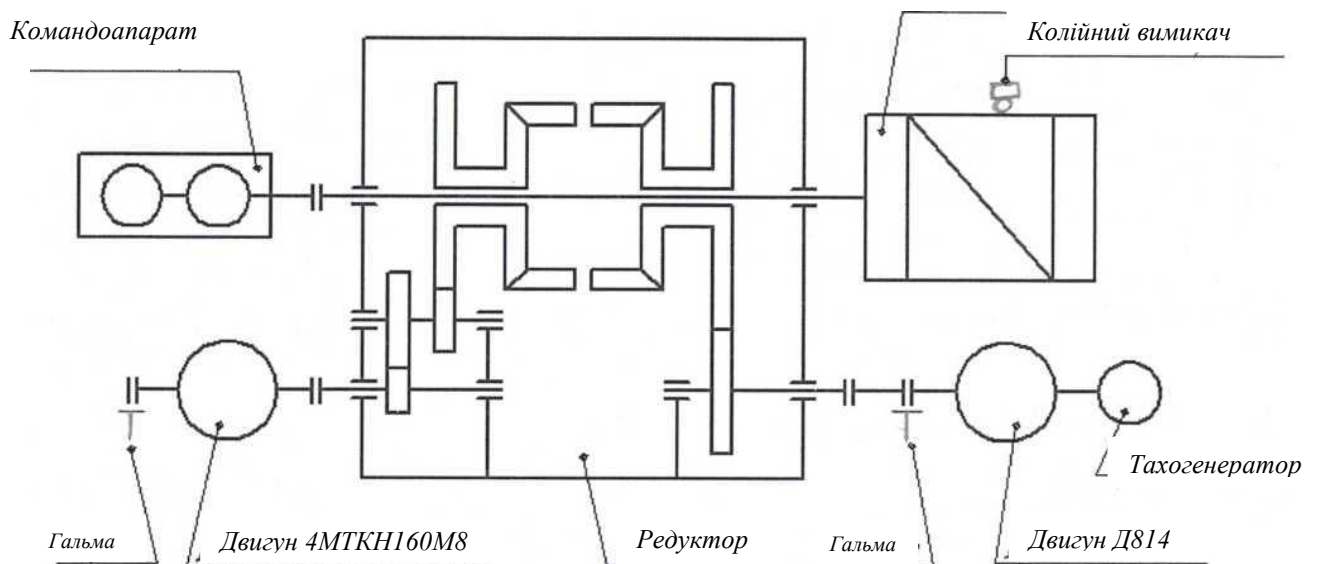 Командоапарат
Колійний вимикач
Тахогенератор
Гальма
Двигун 4МТКН160М8
Редуктор
Гальма
Двигун Д814